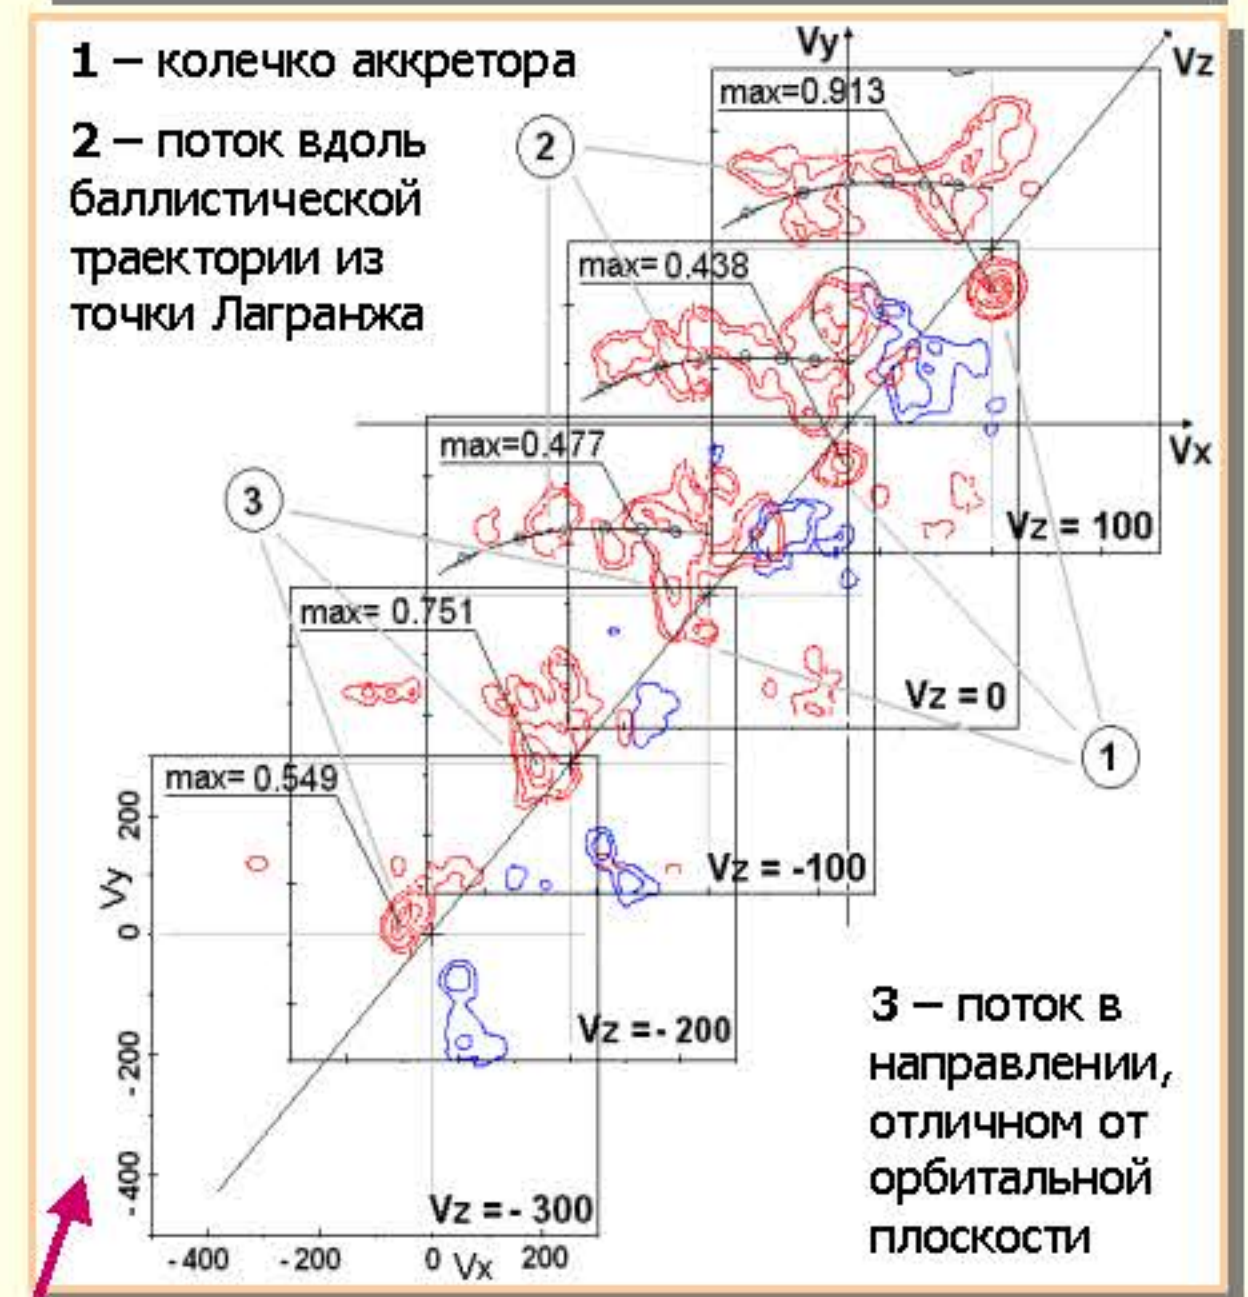 1 – колечко аккретора
2 – поток вдоль
баллистической
траектории из
точки Лагранжа
Vy
Vz
max=0.913
2
max= 0.438
Vx
max=0.477
3
Vz = 100
max= 0.751
Vz = 0
1
max= 0.549
Vz = -100
200
Vy
0
-200
-400
Vz = - 200
3 – поток в
направлении,
отличном от
орбитальной
плоскости
Vz = - 300
-400 -200 0 Vx 200